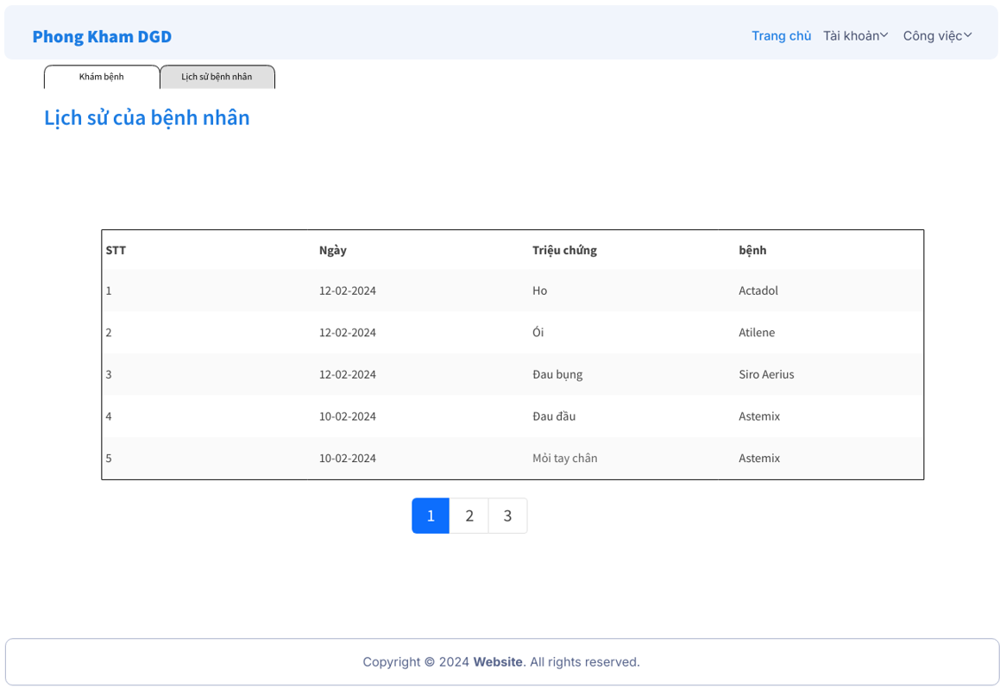 Phong Kham DGD
Trang chủ Tài khoản Công việc
Khám bệnh Lịch sử bệnh nhân
Lịch sử của bệnh nhân
STT Ngày Triệu chứng bệnh
1 12-02-2024 Ho Actadol
2 12-02-2024 Ói Atilene
3 12-02-2024 Đau bụng Siro Aerius
4 10-02-2024 Đau đầu Astemix
5 10-02-2024 Mỏi tay chân Astemix
1 2 3
Copyright © 2024 Website. All rights reserved.